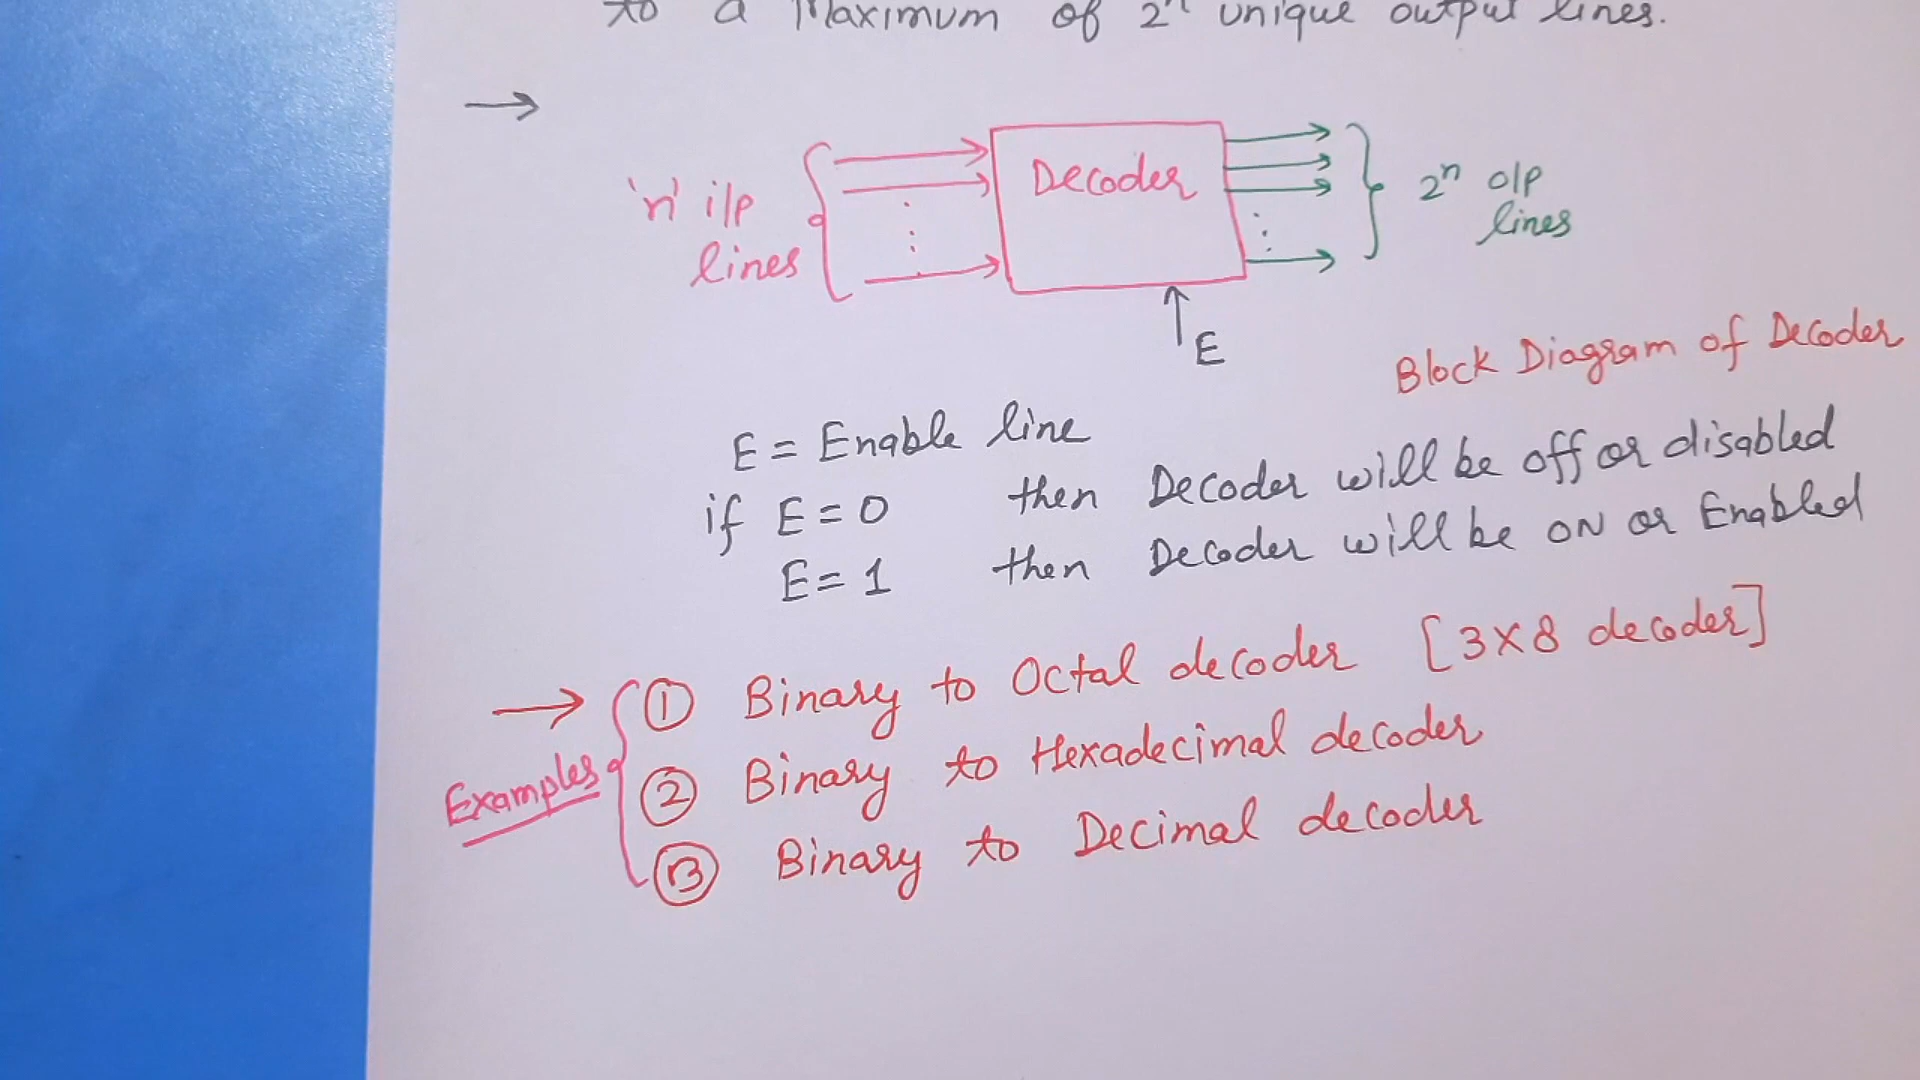 to a Maximum of 2ⁿ unique output lines.
→
'n' i/p lines
Decoder
2ⁿ o/p lines
E
Block Diagram of Decoder
E = Enable line
if E = 0 then Decoder will be off or disabled
E = 1 then Decoder will be ON or Enabled
→ ① Binary to Octal decoder [3X8 decoder]
Examples
② Binary to Hexadecimal decoder
③ Binary to Decimal decoder